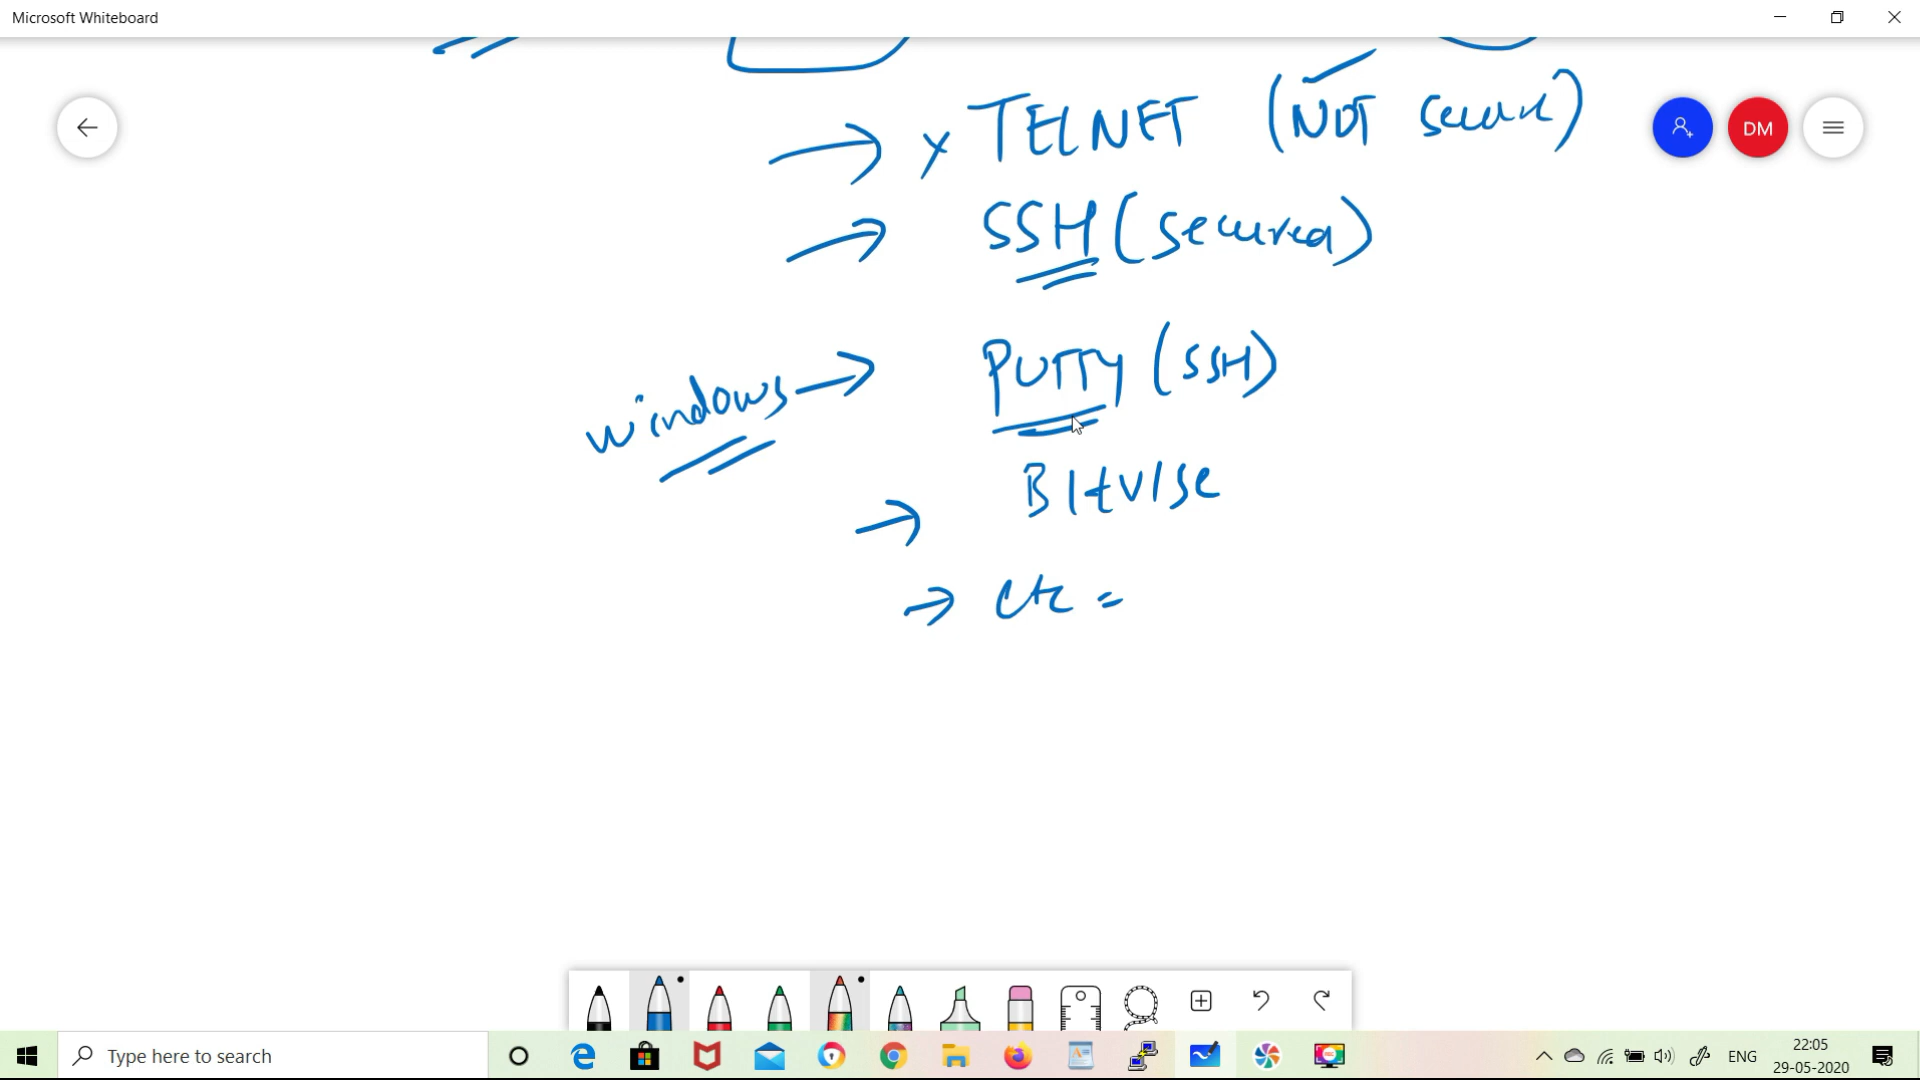 Microsoft Whiteboard
x TELNET (NOT secure)
DM
SSH (secured)
windows → PUTTY (SSH)
→ Bitvise
→ etc =
Type here to search
ENG
22:05
29-05-2020